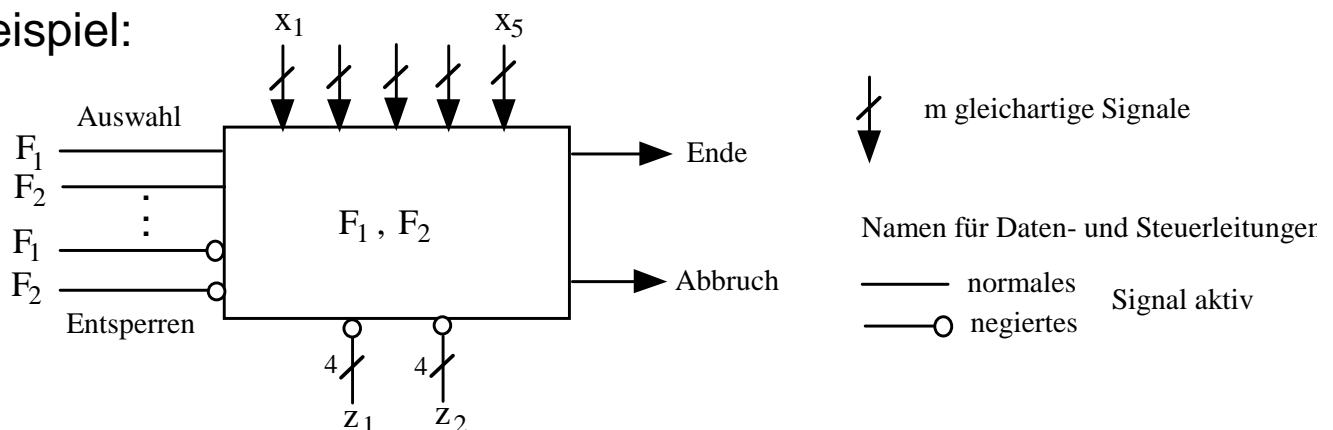 eispiel:
x1 x5
Auswahl
F1
F2
F1
F2
Entsperren
F1 , F2
Ende
Abbruch
4 4
z1 z2
m gleichartige Signale
Namen für Daten- und Steuerleitungen
normales
Signal aktiv
negiertes